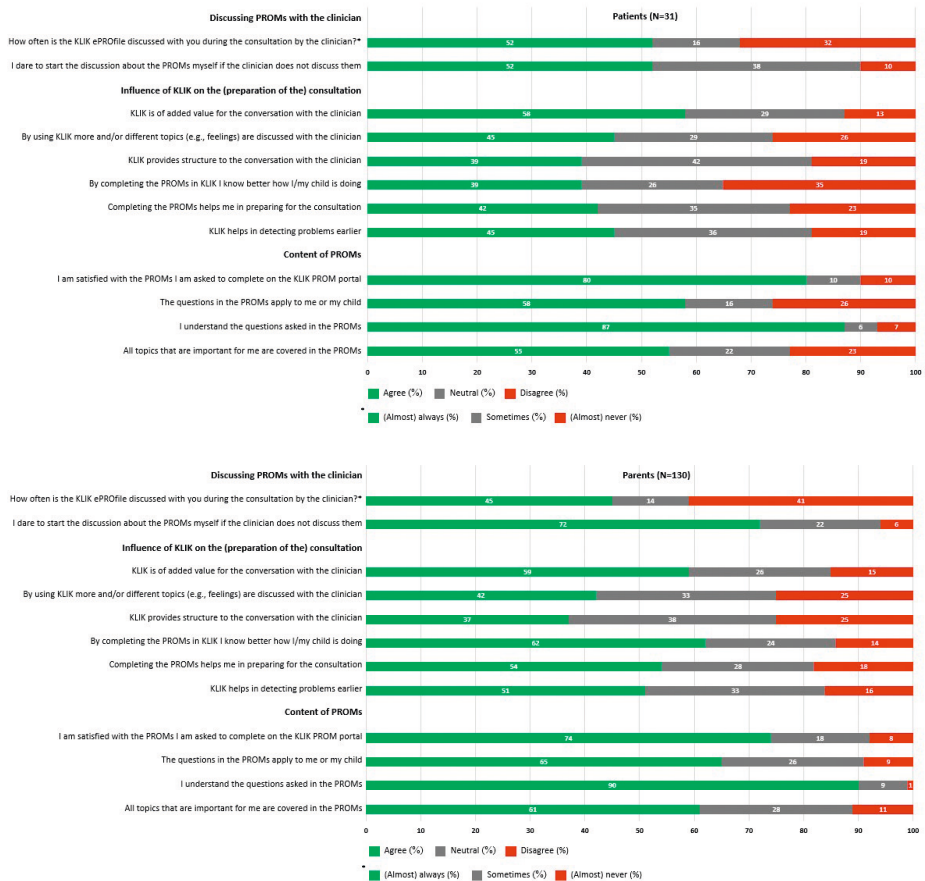 Discussing PROMs with the clinician
Patients (N=31)
How often is the KLIK ePROfile discussed with you during the consultation by the clinician?*
52 16 32
I dare to start the discussion about the PROMs myself if the clinician does not discuss them
52 38 10
Influence of KLIK on the (preparation of the) consultation
KLIK is of added value for the conversation with the clinician
58 29 13
By using KLIK more and/or different topics (e.g., feelings) are discussed with the clinician
45 29 26
KLIK provides structure to the conversation with the clinician
39 42 19
By completing the PROMs in KLIK I know better how I/my child is doing
39 26 35
Completing the PROMs helps me in preparing for the consultation
42 35 23
KLIK helps in detecting problems earlier
45 36 19
Content of PROMs
I am satisfied with the PROMs I am asked to complete on the KLIK PROM portal
80 10 10
The questions in the PROMs apply to me or my child
58 16 26
I understand the questions asked in the PROMs
87 6 7
All topics that are important for me are covered in the PROMs
55 22 23
0 10 20 30 40 50 60 70 80 90 100
Agree (%) Neutral (%) Disagree (%)
* (Almost) always (%) Sometimes (%) (Almost) never (%)
Discussing PROMs with the clinician
Parents (N=130)
How often is the KLIK ePROfile discussed with you during the consultation by the clinician?*
45 14 41
I dare to start the discussion about the PROMs myself if the clinician does not discuss them
72 22 6
Influence of KLIK on the (preparation of the) consultation
KLIK is of added value for the conversation with the clinician
59 26 15
By using KLIK more and/or different topics (e.g., feelings) are discussed with the clinician
42 33 25
KLIK provides structure to the conversation with the clinician
37 38 25
By completing the PROMs in KLIK I know better how I/my child is doing
62 24 14
Completing the PROMs helps me in preparing for the consultation
54 28 18
KLIK helps in detecting problems earlier
51 33 16
Content of PROMs
I am satisfied with the PROMs I am asked to complete on the KLIK PROM portal
74 18 8
The questions in the PROMs apply to me or my child
65 26 9
I understand the questions asked in the PROMs
90 9 1
All topics that are important for me are covered in the PROMs
61 28 11
0 10 20 30 40 50 60 70 80 90 100
Agree (%) Neutral (%) Disagree (%)
* (Almost) always (%) Sometimes (%) (Almost) never (%)